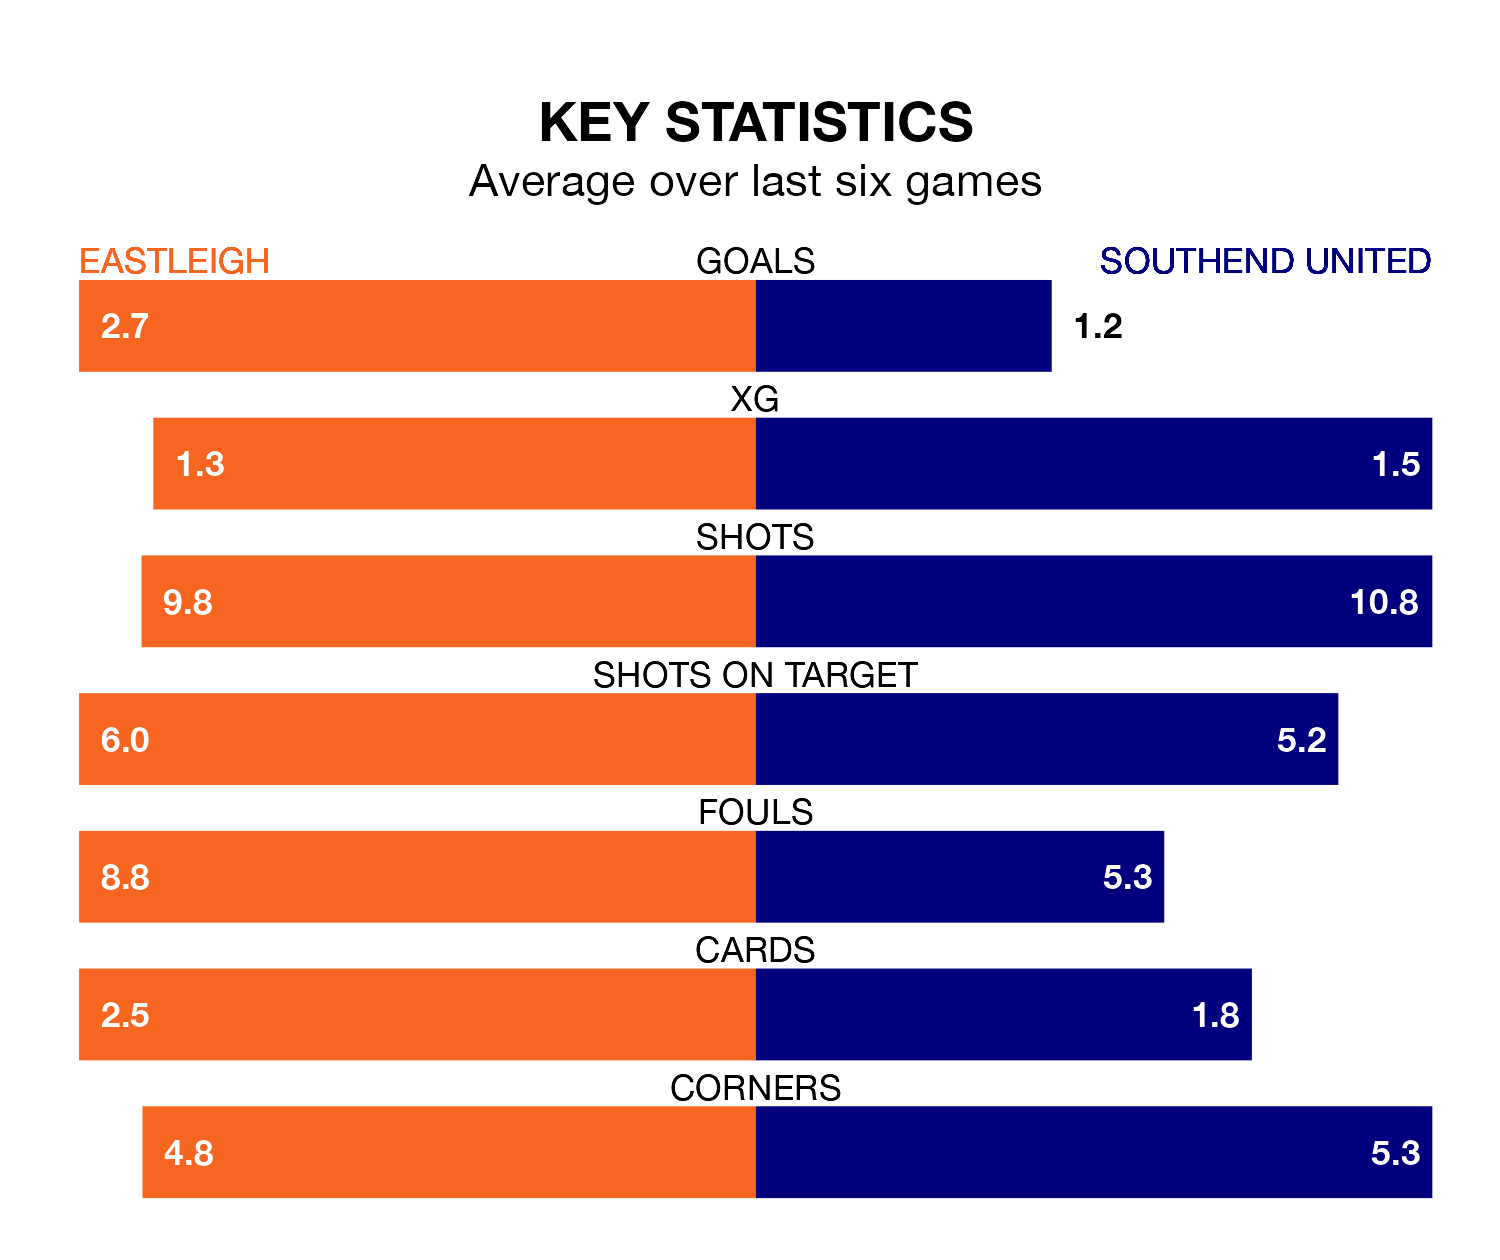 KEY STATISTICS
Average over last six games
EASTLEIGH GOALS SOUTHEND UNITED
2.7 1.2
XG
1.3 1.5
SHOTS
9.8 10.8
SHOTS ON TARGET
6.0 5.2
FOULS
8.8 5.3
CARDS
2.5 1.8
CORNERS
4.8 5.3